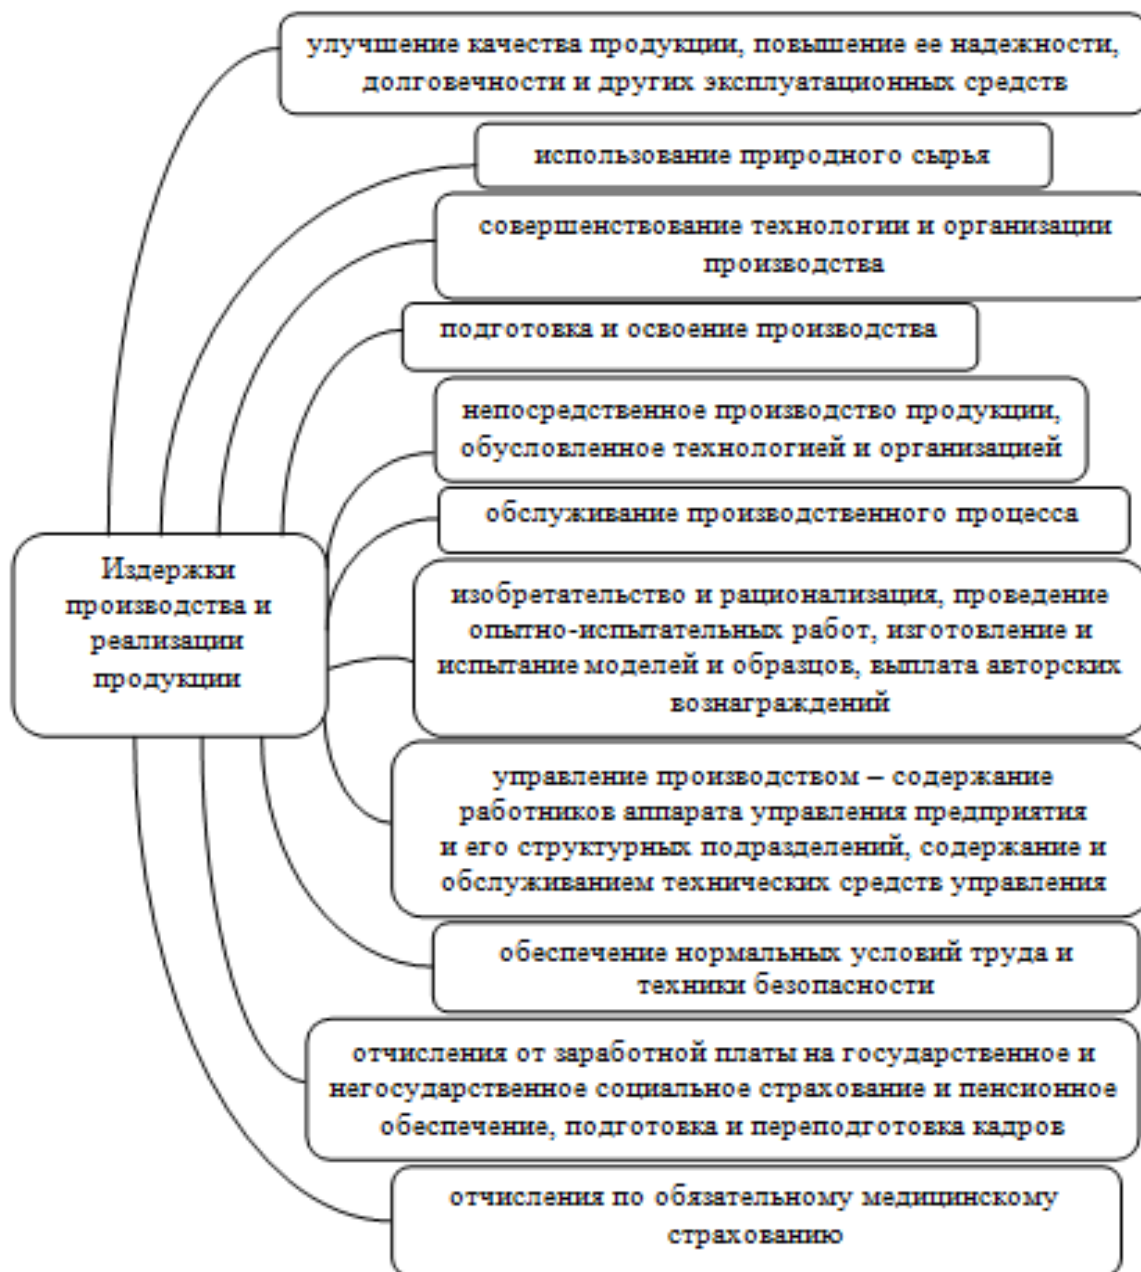 улучшение качества продукции, повышение ее надежности,
долговечности и других эксплуатационных средств
использование природного сырья
совершенствование технологии и организации
производства
подготовка и освоение производства
непосредственное производство продукции,
обусловленное технологией и организацией
обслуживание производственного процесса
Издержки
производства и
реализации
продукции
изобретательство и рационализация, проведение
опытно-испытательных работ, изготовление и
испытание моделей и образцов, выплата авторских
вознаграждений
управление производством – содержание
работников аппарата управления предприятия
и его структурных подразделений, содержание и
обслуживанием технических средств управления
обеспечение нормальных условий труда и
техники безопасности
отчисления от заработной платы на государственное и
негосударственное социальное страхование и пенсионное
обеспечение, подготовка и переподготовка кадров
отчисления по обязательному медицинскому
страхованию